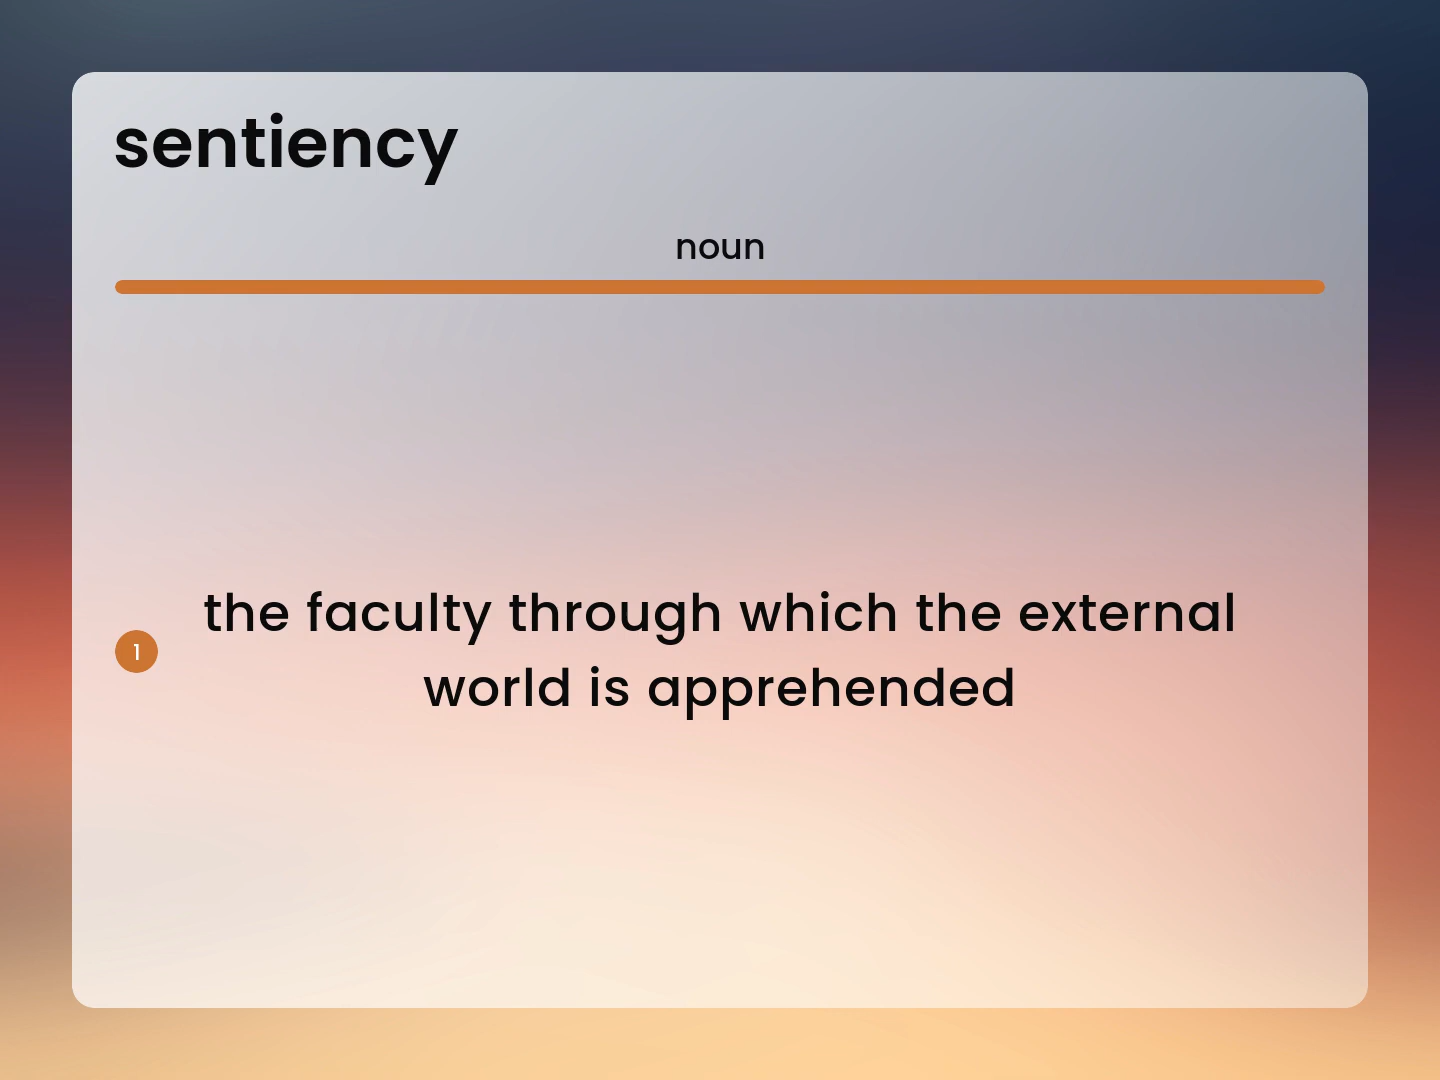 sentiency
noun
1
the faculty through which the external
world is apprehended